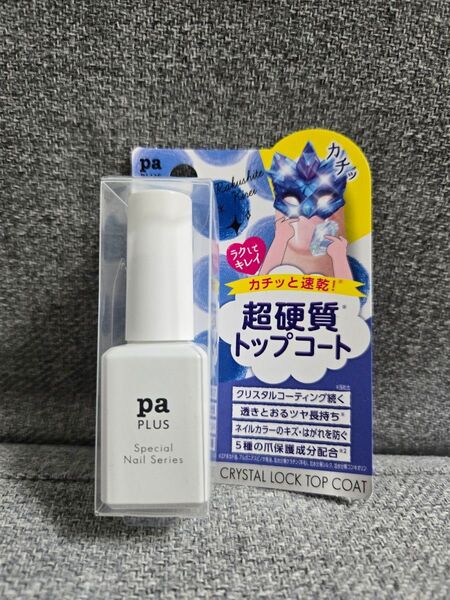 pa
PLUS
Rakushite
Kirei
カチッ
ラクして
キレイ
カチッと速乾!
超硬質
トップコート
クリスタルコーティング続く
透きとおるツヤ長持ち
ネイルカラーのキズ・はがれを防ぐ
5種の爪保護成分配合※2
CRYSTAL LOCK TOP COAT
pa
PLUS
Special
Nail Series